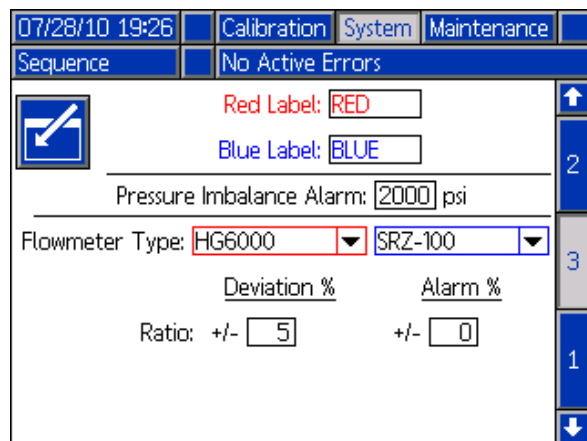 07/28/10 19:26 Calibration System Maintenance
Sequence No Active Errors
Red Label: RED
Blue Label: BLUE
2
Pressure Imbalance Alarm: 2000 psi
Flowmeter Type: HG6000 SRZ-100
3
Deviation % Alarm %
Ratio: +/- 5 +/- 0
1